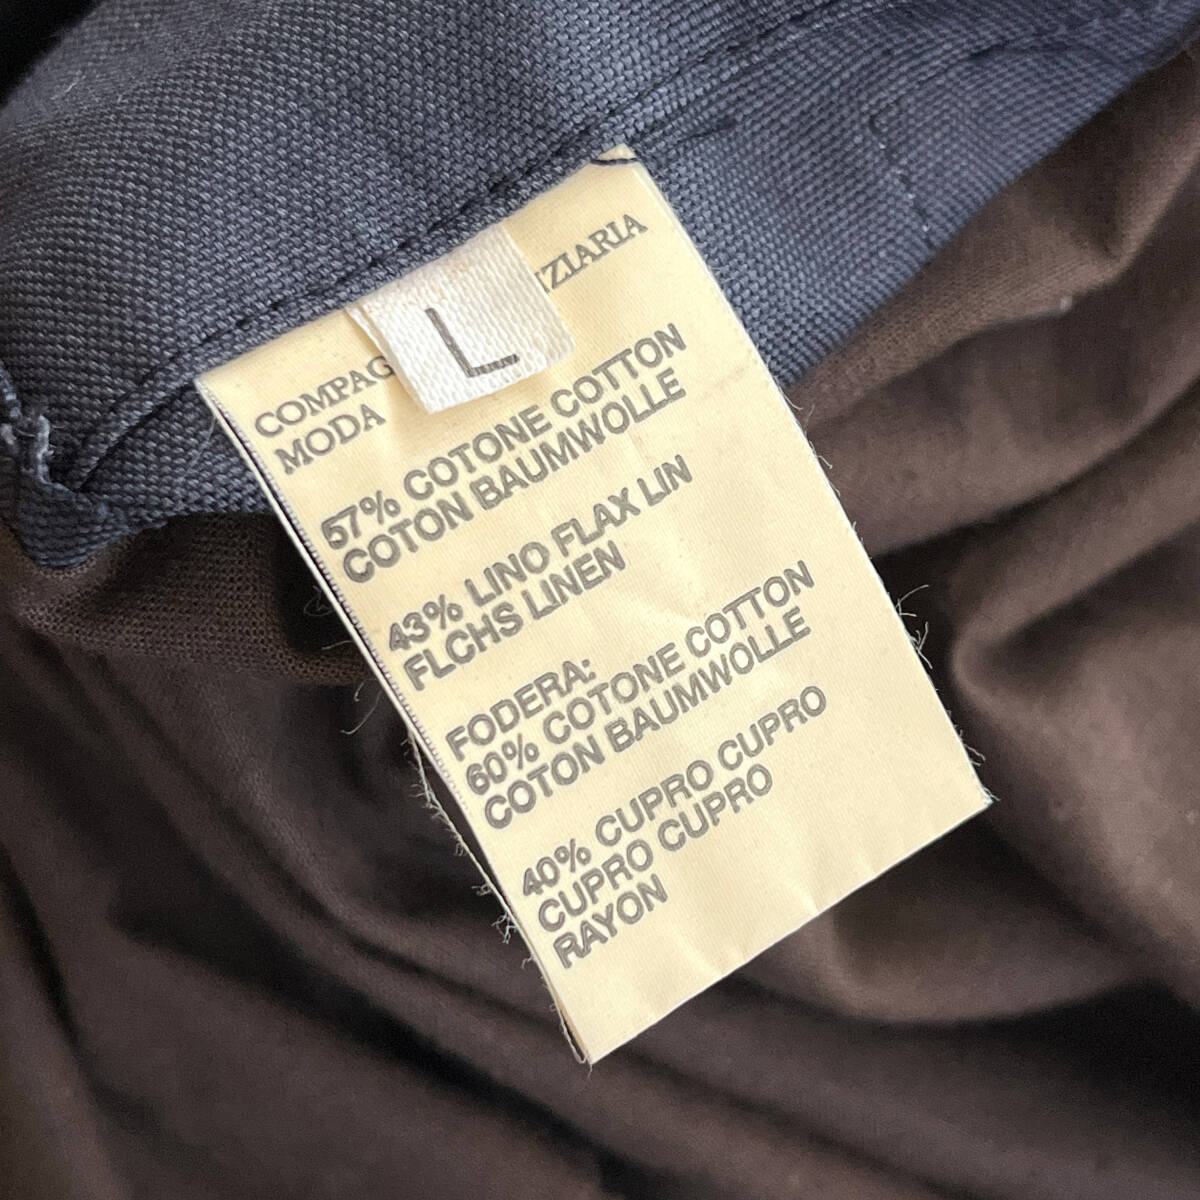 L
COMPAG ZIARIA
MODA
57% COTONE COTTON
COTON BAUMWOLLE
43% LINO FLAX LIN
FLCHS LINEN
FODERA:
60% COTONE COTTON
COTON BAUMWOLLE
40% CUPRO CUPRO
CUPRO CUPRO
RAYON